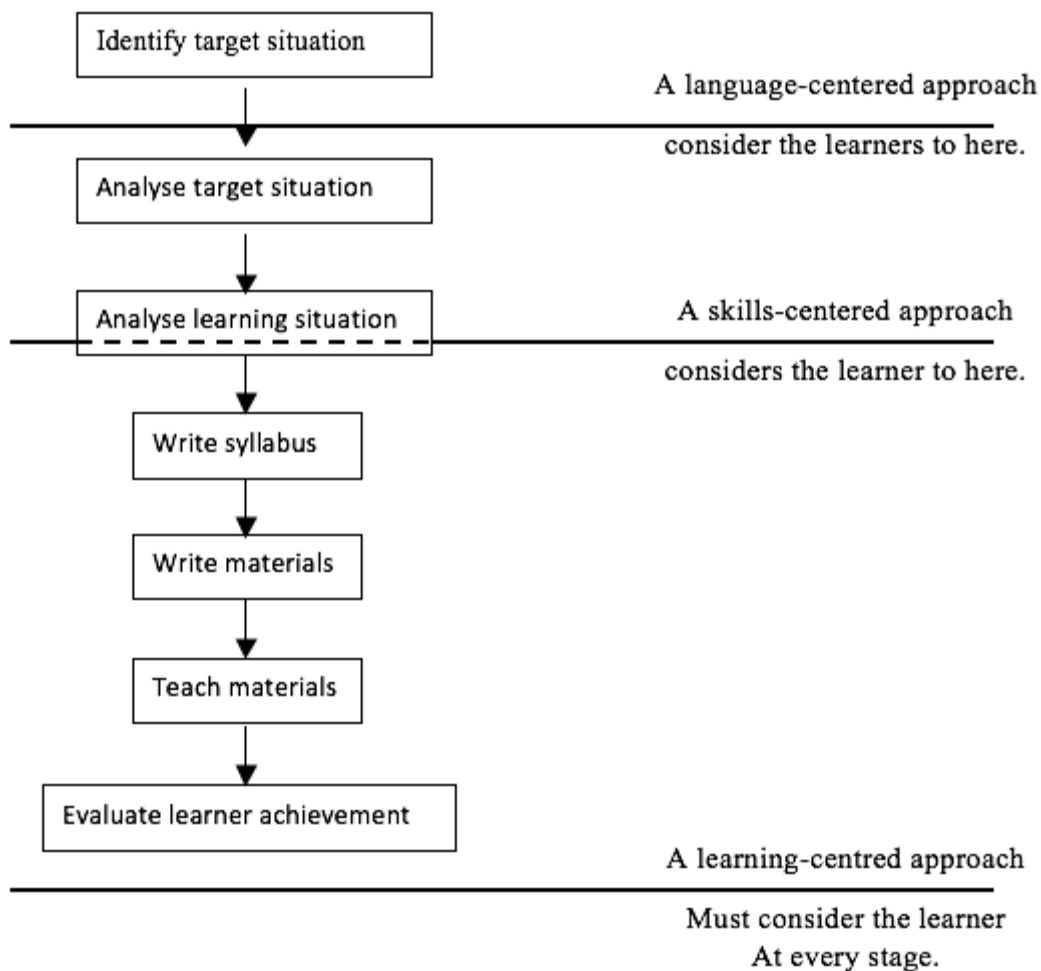 Identify target situation
A language-centered approach
consider the learners to here.
Analyse target situation
Analyse learning situation
A skills-centered approach
considers the learner to here.
Write syllabus
Write materials
Teach materials
Evaluate learner achievement
A learning-centred approach
Must consider the learner
At every stage.